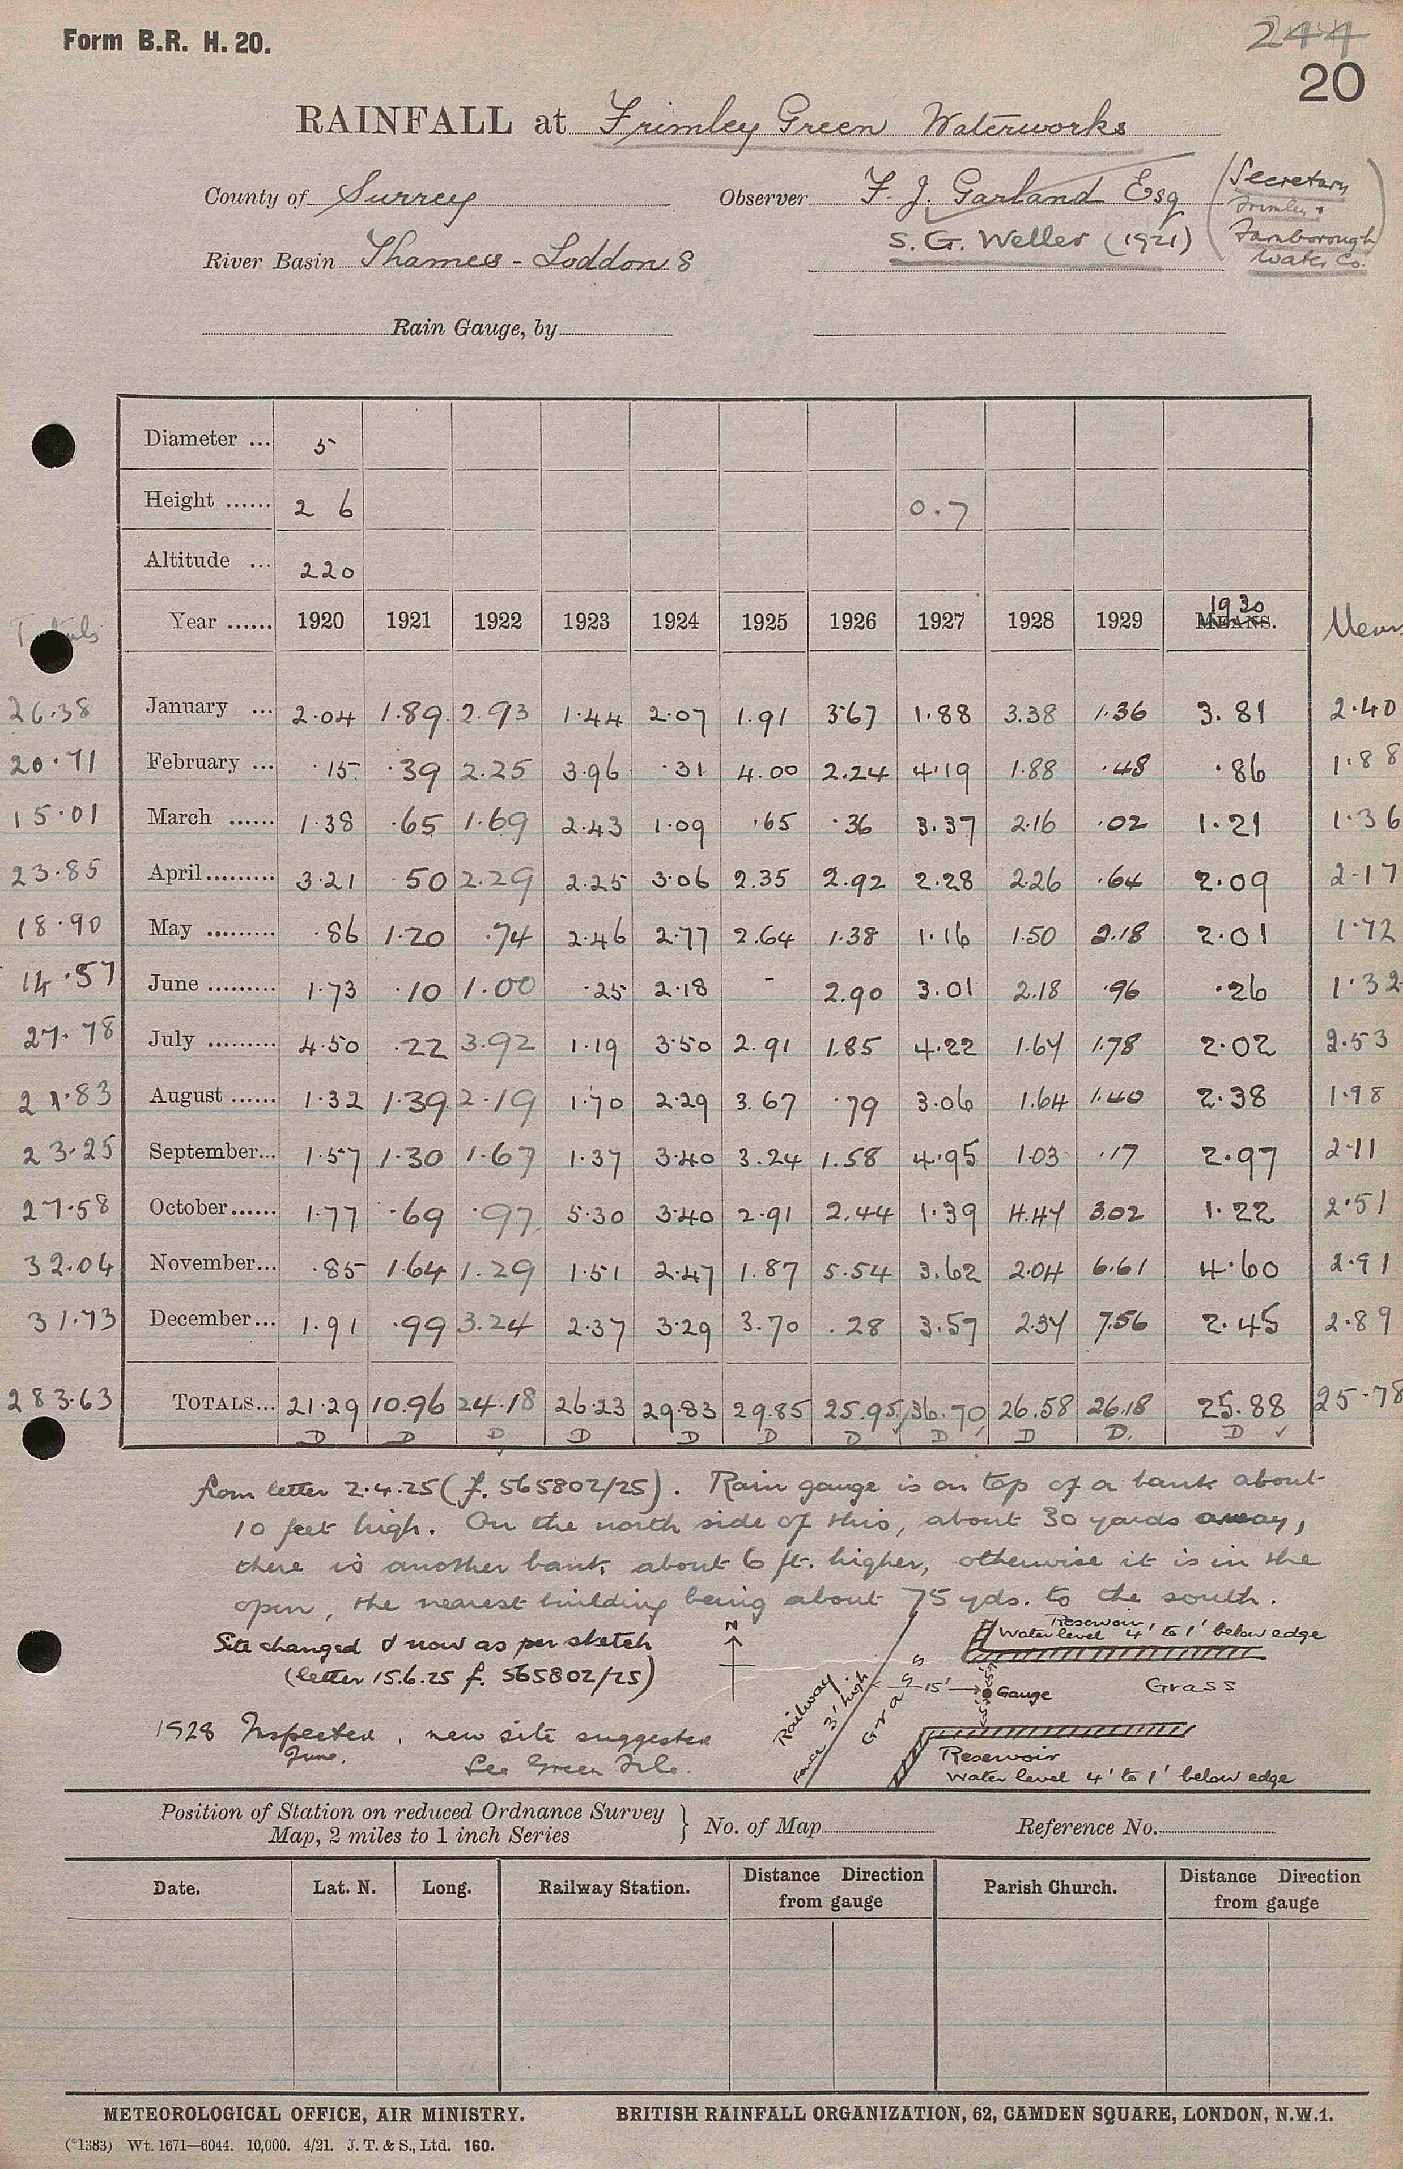 Form B.R. H. 20.
244
20
RAINFALL at Frimley Green Waterworks
County of Surrey Observer F. J. Garland Esq (Secretary
Frimley &
S. G. Weller (1921) Farnborough
Water Co.)
River Basin Thames - Loddon 8
Rain Gauge, by
Diameter ... 5
Height ...... 2 6 0.7
Altitude ... 220
Totals Year ...... 1920 1921 1922 1923 1924 1925 1926 1927 1928 1929 1930 MEANS. Mean
26.38 January ... 2.04 1.89 2.93 1.44 2.07 1.91 3.67 1.88 3.38 1.36 3.81 2.40
20.71 February ... .15 .39 2.25 3.96 .31 4.00 2.24 4.19 1.88 .48 .86 1.88
15.01 March ...... 1.38 .65 1.69 2.43 1.09 .65 .36 3.37 2.16 .02 1.21 1.36
23.85 April ......... 3.21 .50 2.29 2.25 3.06 2.35 2.92 2.28 2.26 .64 2.09 2.17
18.90 May ......... .86 1.20 .74 2.46 2.77 2.64 1.38 1.16 1.50 2.18 2.01 1.72
14.57 June ......... 1.73 .10 1.00 .25 2.18 - 2.90 3.01 2.18 .96 .26 1.32
27.78 July ......... 4.50 .22 3.92 1.19 3.50 2.91 1.85 4.22 1.64 1.78 2.02 2.53
21.83 August ...... 1.32 1.39 2.19 1.70 2.29 3.67 .79 3.06 1.64 1.40 2.38 1.98
23.25 September... 1.57 1.30 1.67 1.37 3.40 3.24 1.58 4.95 1.03 .17 2.97 2.11
27.58 October...... 1.77 .69 .97 5.30 3.40 2.91 2.44 1.39 4.44 3.02 1.22 2.51
32.04 November... .85 1.64 1.29 1.51 2.47 1.87 5.54 3.62 2.04 6.61 4.60 2.91
31.73 December... 1.91 .99 3.24 2.37 3.29 3.70 .28 3.57 2.34 7.56 2.45 2.89
283.63 TOTALS... 21.29 10.96 24.18 26.23 29.83 29.85 25.95 36.70 26.58 26.18 25.88 25.78
D D D D D D D D D D. D
from letter 2.4.25 (f. 565802/25). Rain gauge is on top of a bank about
10 feet high. On the north side of this, about 30 yards away,
there is another bank, about 6 ft. higher, otherwise it is in the
open, the nearest building being about 75 yds. to the south.
Site changed & now as per sketch
(letter 15.6.25 f. 565802/25)
1928 Inspected, new site suggested
June.
See Green File.
N
Railway
Fence 3' high
Grass
15'
Gauge
Reservoir
Water level 4' to 1' below edge
Grass
Reservoir
Water level 4' to 1' below edge
Position of Station on reduced Ordnance Survey
Map, 2 miles to 1 inch Series } No. of Map Reference No.
Date. Lat. N. Long. Railway Station. Distance Direction from gauge Parish Church. Distance Direction from gauge
METEOROLOGICAL OFFICE, AIR MINISTRY. BRITISH RAINFALL ORGANIZATION, 62, CAMDEN SQUARE, LONDON, N.W.1.
(*1383) Wt. 1671—6044. 10,000. 4/21. J. T. & S., Ltd. 160.